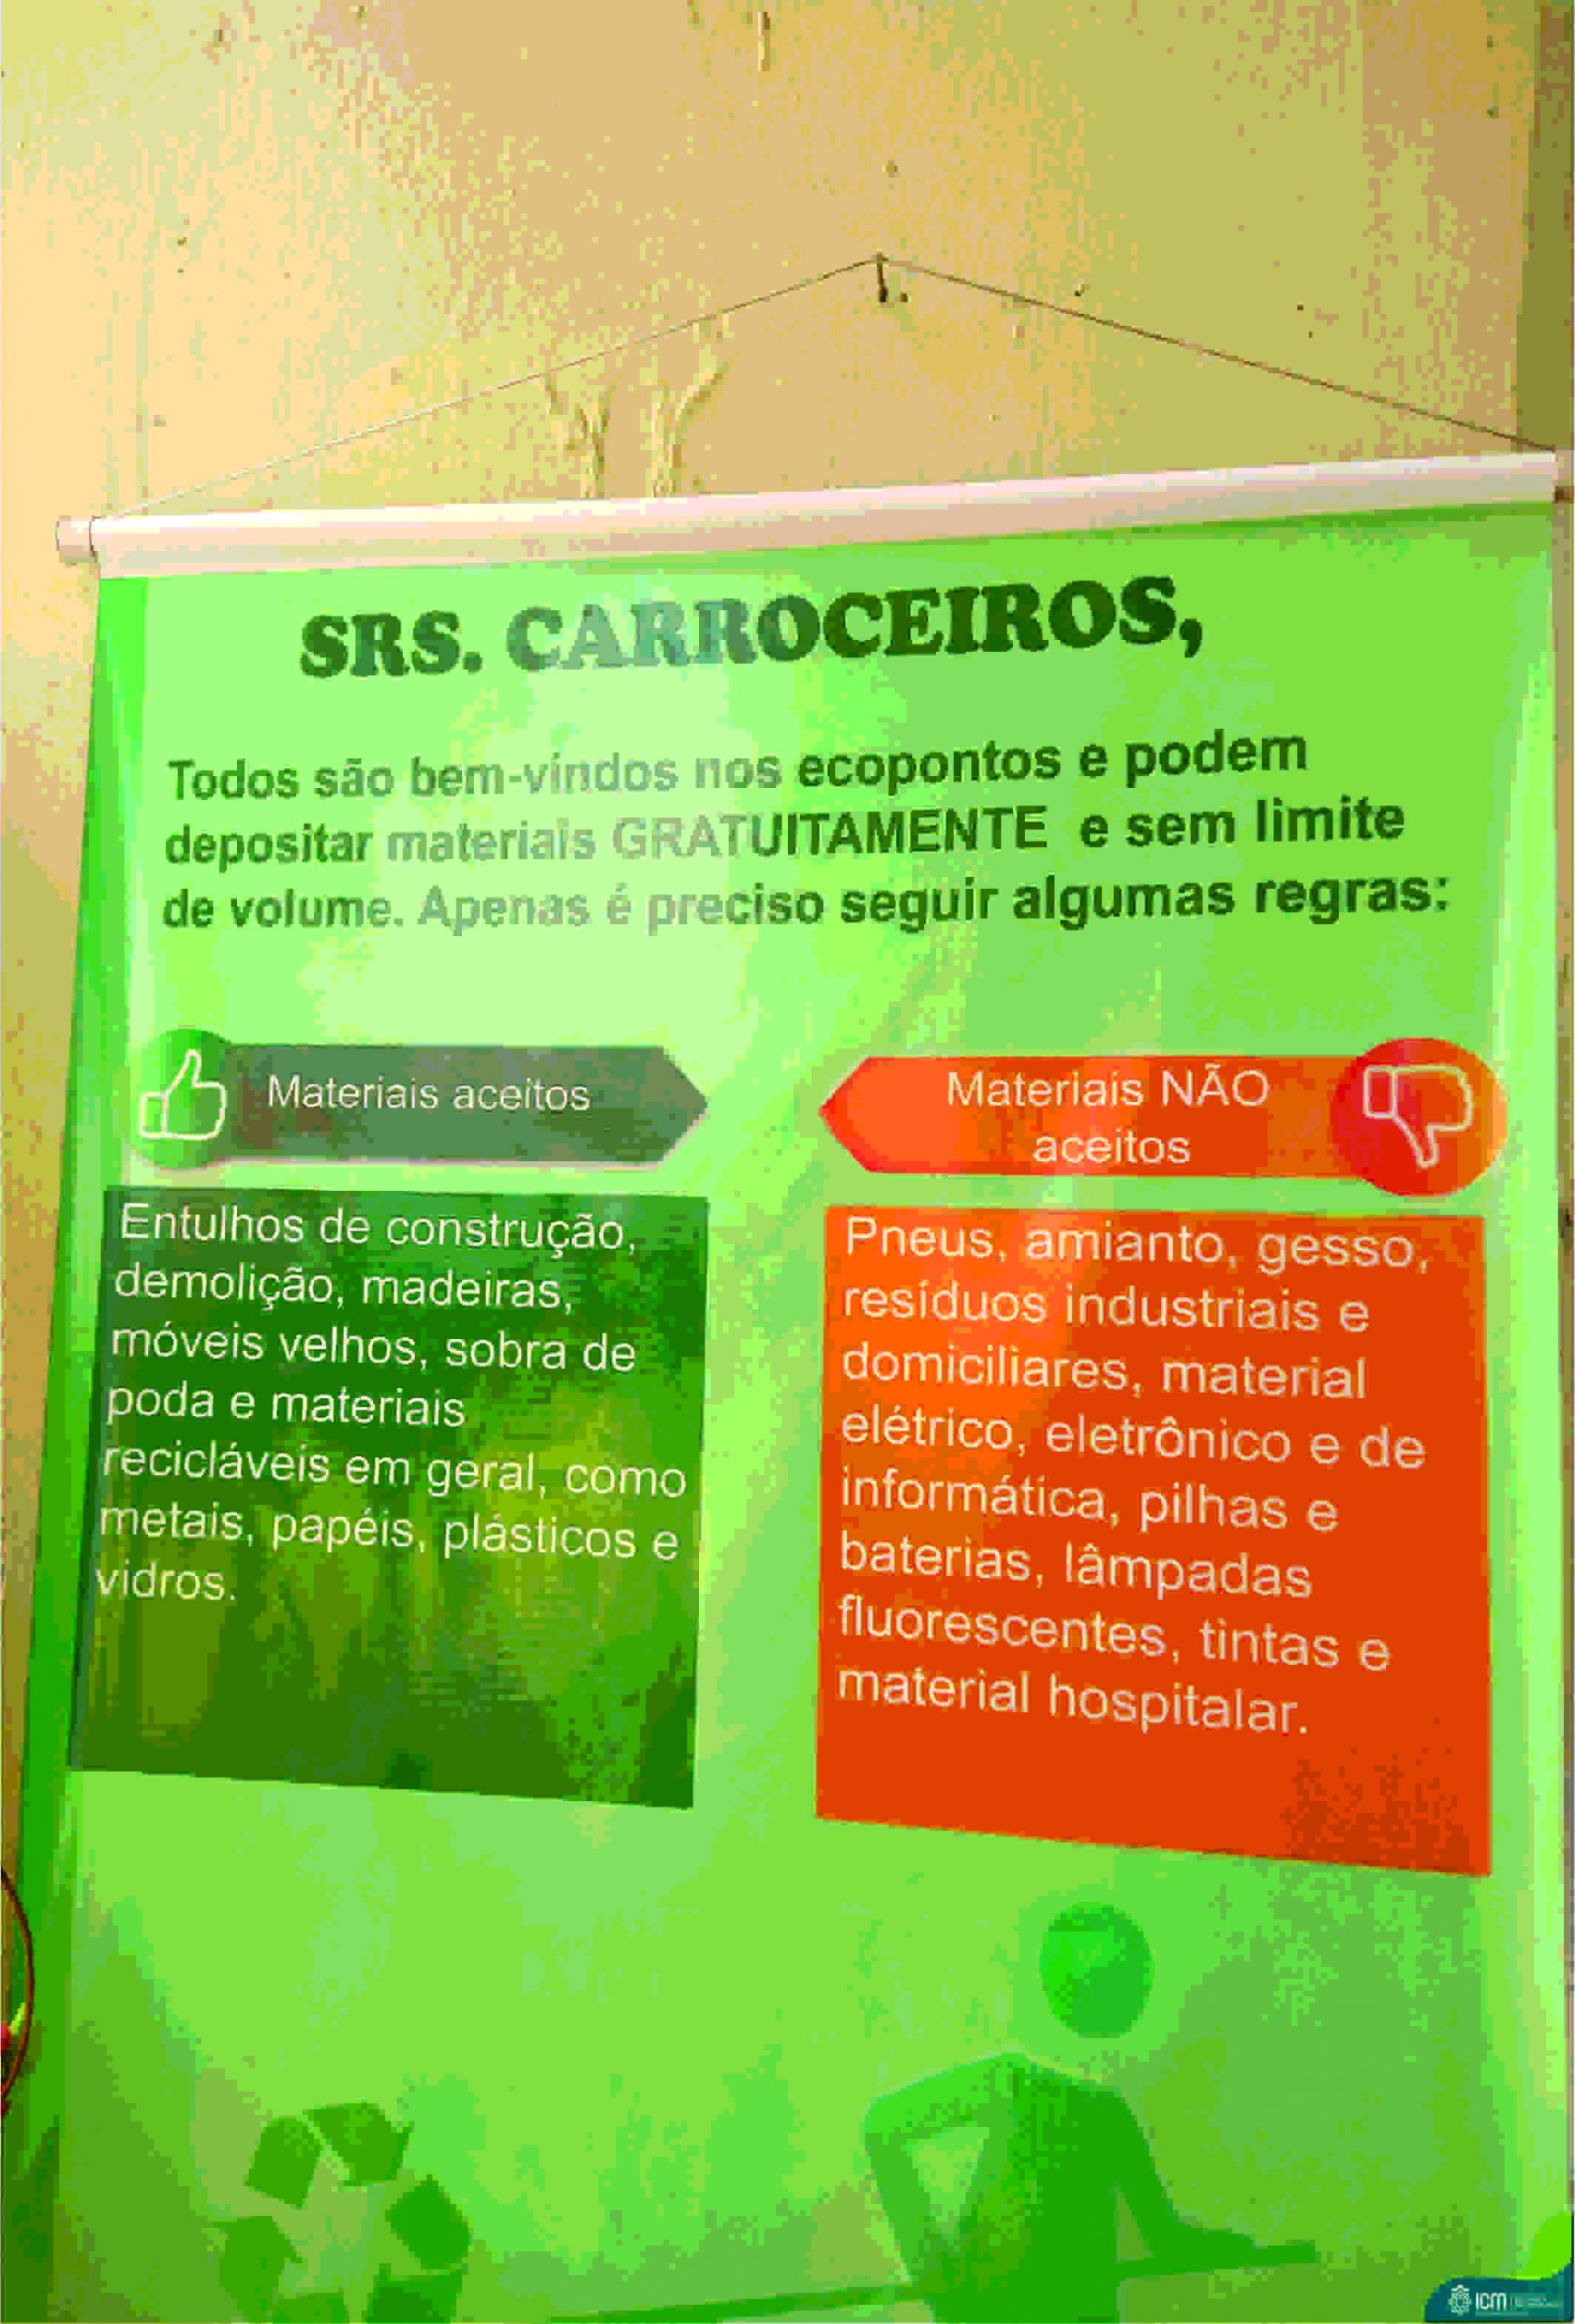 SRS. CARROCEIROS,
Todos são bem-vindos nos ecopontos e podem
depositar materiais GRATUITAMENTE e sem limite
de volume. Apenas é preciso seguir algumas regras:
Materiais aceitos
Entulhos de construção,
demolição, madeiras,
móveis velhos, sobra de
poda e materiais
recicláveis em geral, como
metais, papéis, plásticos e
vidros.
Materiais NÃO
aceitos
Pneus, amianto, gesso,
resíduos industriais e
domiciliares, material
elétrico, eletrônico e de
informática, pilhas e
baterias, lâmpadas
fluorescentes, tintas e
material hospitalar.
icm